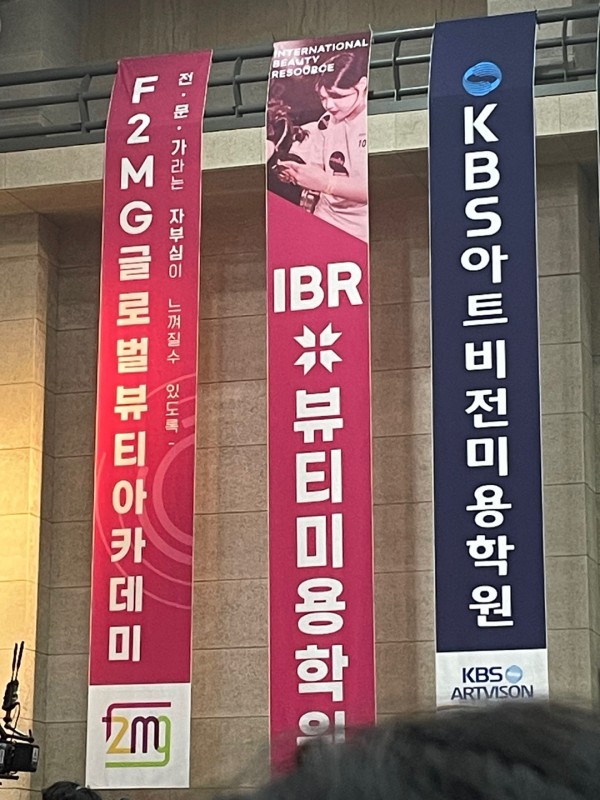 F2MG글로벌뷰티아카데미
전·문·가라는 자부심이 느껴질수 있도록-
f2mg
INTERNATIONAL
BEAUTY
RESOURCE
IBR
뷰티미용학원
KBS아트비전미용학원
KBS
ARTVISON